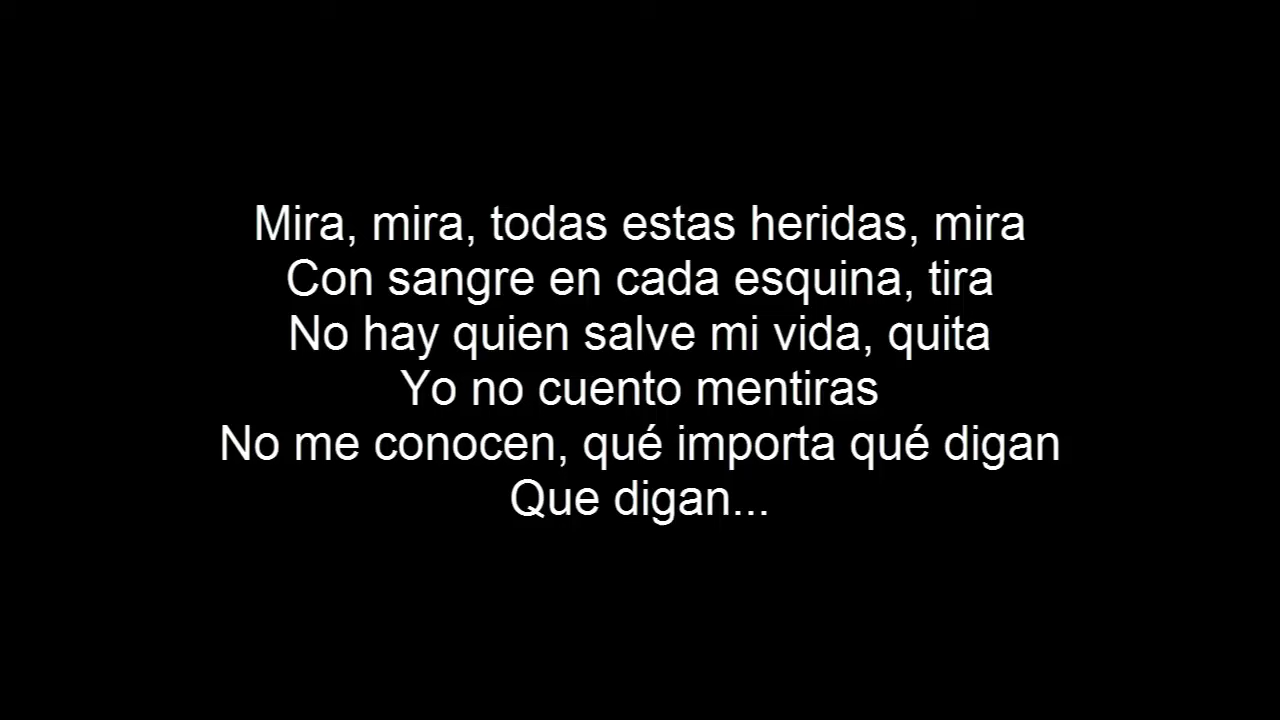 Mira, mira, todas estas heridas, mira
Con sangre en cada esquina, tira
No hay quien salve mi vida, quita
Yo no cuento mentiras
No me conocen, qué importa qué digan
Que digan...